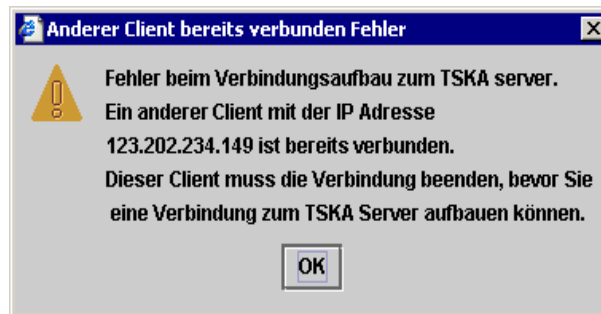 Anderer Client bereits verbunden Fehler
Fehler beim Verbindungsaufbau zum TSKA server.
Ein anderer Client mit der IP Adresse
123.202.234.149 ist bereits verbunden.
Dieser Client muss die Verbindung beenden, bevor Sie
eine Verbindung zum TSKA Server aufbauen können.
OK